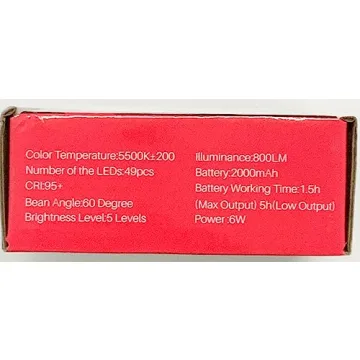 Color Temperature:5500K±200
Number of the LEDs:49pcs
CRI:95+
Bean Angle:60 Degree
Brightness Level:5 Levels
Illuminance:800LM
Battery:2000mAh
Battery Working Time:1.5h
(Max Output) 5h(Low Output)
Power:6W